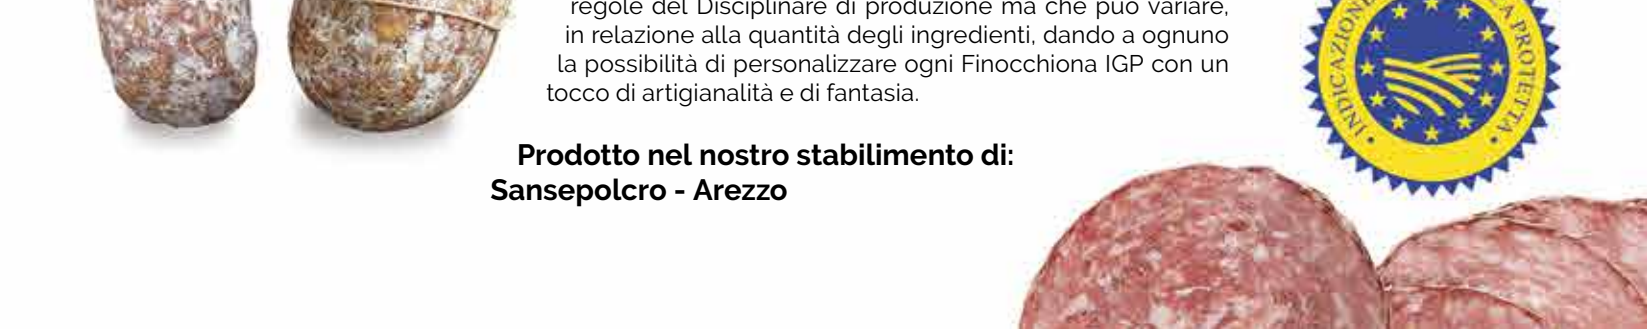 regole del Disciplinare di produzione ma che può variare,
in relazione alla quantità degli ingredienti, dando a ognuno
la possibilità di personalizzare ogni Finocchiona IGP con un
tocco di artigianalità e di fantasia.
Prodotto nel nostro stabilimento di:
Sansepolcro - Arezzo
INDICAZIONE
PROTETTA